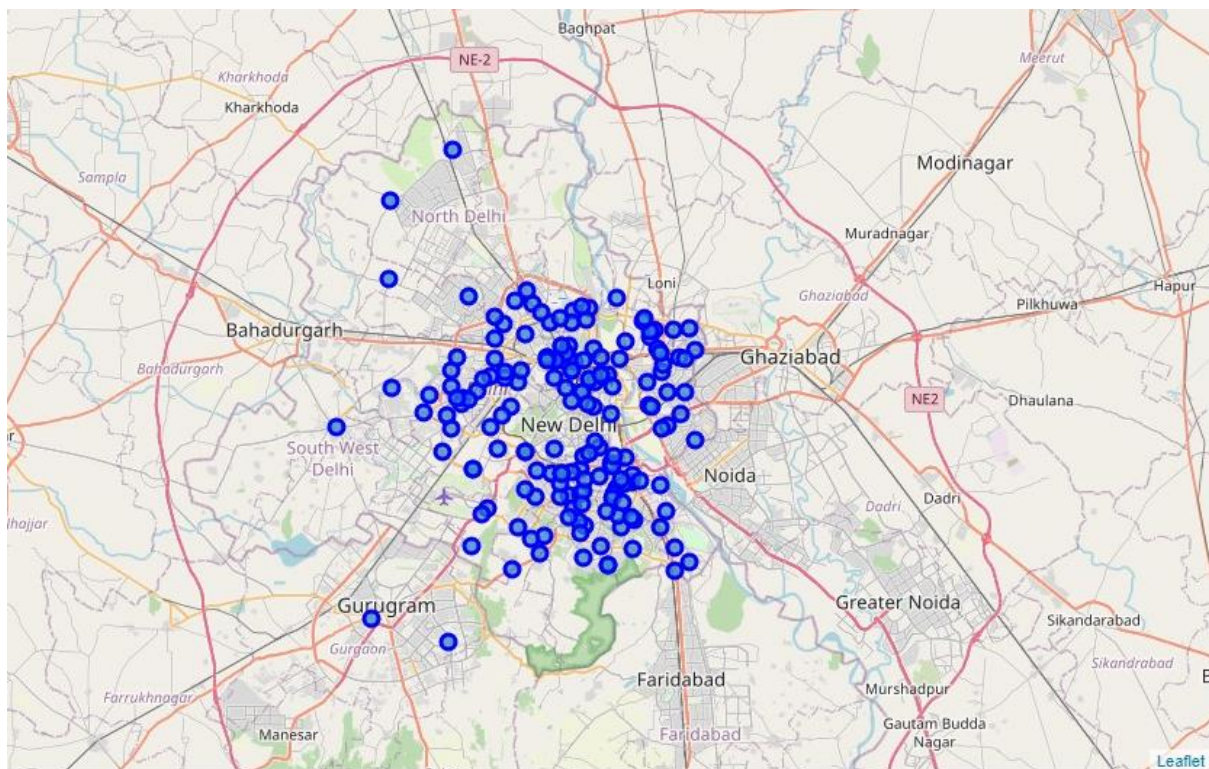 Baghpat
NE-2
Meerut
Kharkhoda
Kharkhoda
Modinagar
Sampla
North Delhi
Muradnagar
Loni
Ghaziabad
Hapur
Pilkhuwa
Bahadurgarh
Ghaziabad
Bahadurgarh
NE2
Dhaulana
New Delhi
South West
Delhi
Noida
Dadri
Dadri
Gurugram
Greater Noida
Sikandarabad
Gurgaon
Sikandrabad
Faridabad
Farrukhnagar
Murshadpur
Manesar
Faridabad
Gautam Budda
Nagar
Leaflet